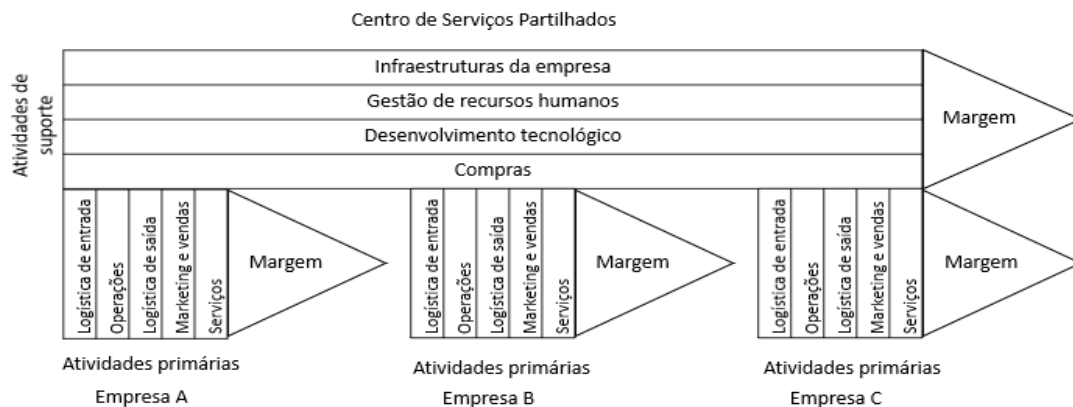 Centro de Serviços Partilhados
Atividades de
suporte
Infraestruturas da empresa
Gestão de recursos humanos
Desenvolvimento tecnológico
Compras
Margem
Logística de entrada
Operações
Logística de saída
Marketing e vendas
Serviços
Margem
Logística de entrada
Operações
Logística de saída
Marketing e vendas
Serviços
Margem
Logística de entrada
Operações
Logística de saída
Marketing e vendas
Serviços
Margem
Atividades primárias
Empresa A
Atividades primárias
Empresa B
Atividades primárias
Empresa C